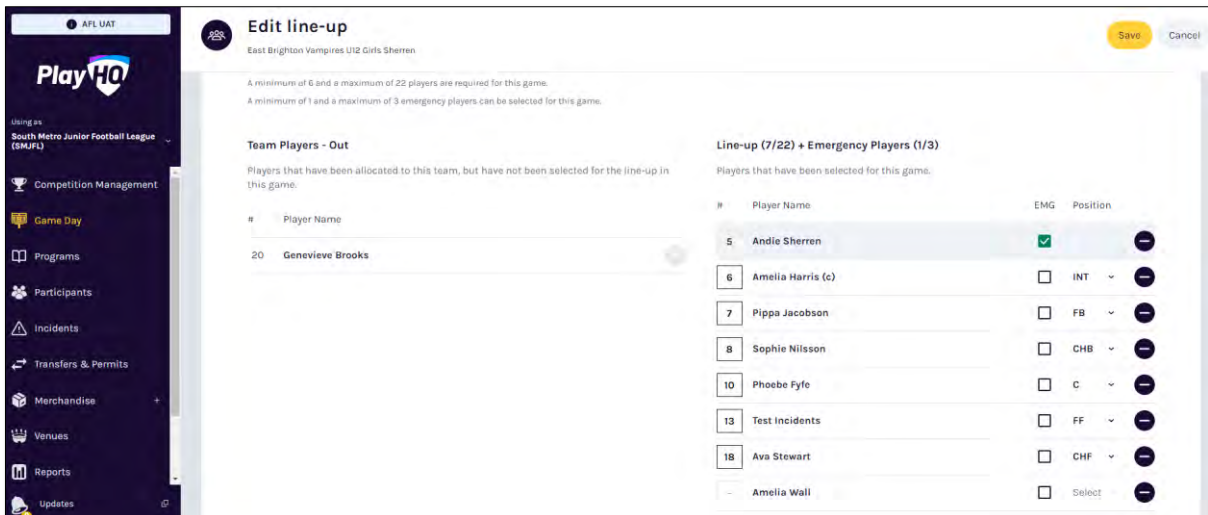 AFL UAT
PlayHQ
Using as
South Metro Junior Football League
(SMJFL)
Competition Management
Game Day
Programs
Participants
Incidents
Transfers & Permits
Merchandise +
Venues
Reports
Updates
Edit line-up
East Brighton Vampires U12 Girls Sherren
Save Cancel
A minimum of 6 and a maximum of 22 players are required for this game.
A minimum of 1 and a maximum of 3 emergency players can be selected for this game.
Team Players - Out
Players that have been allocated to this team, but have not been selected for the line-up in
this game.
# Player Name
20 Genevieve Brooks
Line-up (7/22) + Emergency Players (1/3)
Players that have been selected for this game.
# Player Name EMG Position
5 Andie Sherren
6 Amelia Harris (c) INT
7 Pippa Jacobson FB
8 Sophie Nilsson CHB
10 Phoebe Fyfe C
13 Test Incidents FF
18 Ava Stewart CHF
- Amelia Wall Select